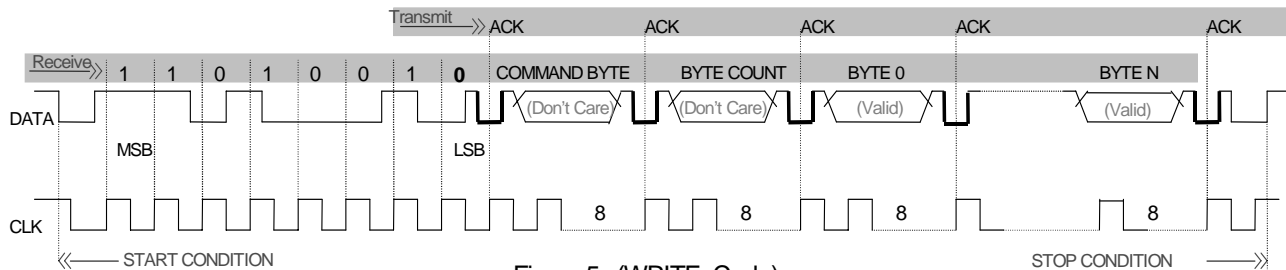 Transmit ACK ACK ACK ACK ACK
Receive 1 1 0 1 0 0 1 0 COMMAND BYTE BYTE COUNT BYTE 0 BYTE N
DATA (Don't Care) (Don't Care) (Valid) (Valid)
MSB LSB
CLK 8 8 8 8
START CONDITION STOP CONDITION